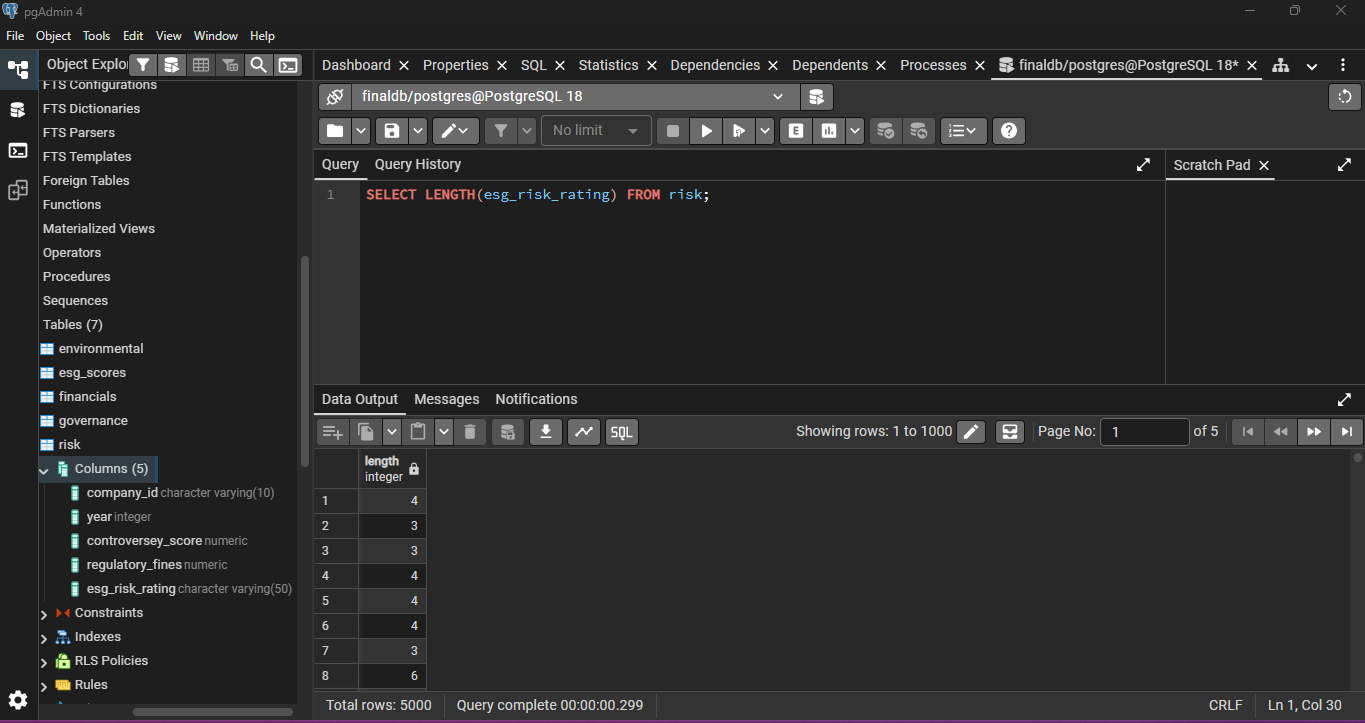 pgAdmin 4
File Object Tools Edit View Window Help
Object Explo
FTS Configurations
FTS Dictionaries
FTS Parsers
FTS Templates
Foreign Tables
Functions
Materialized Views
Operators
Procedures
Sequences
Tables (7)
environmental
esg_scores
financials
governance
risk
Columns (5)
company_id character varying(10)
year integer
controversey_score numeric
regulatory_fines numeric
esg_risk_rating character varying(50)
Constraints
Indexes
RLS Policies
Rules
Dashboard Properties SQL Statistics Dependencies Dependents Processes finaldb/postgres@PostgreSQL 18*
finaldb/postgres@PostgreSQL 18
No limit
E
Query Query History
Scratch Pad
1 SELECT LENGTH(esg_risk_rating) FROM risk;
Data Output Messages Notifications
SQL
Showing rows: 1 to 1000
Page No: 1 of 5
length
integer
1 4
2 3
3 3
4 4
5 4
6 4
7 3
8 6
Total rows: 5000 Query complete 00:00:00.299 CRLF Ln 1, Col 30